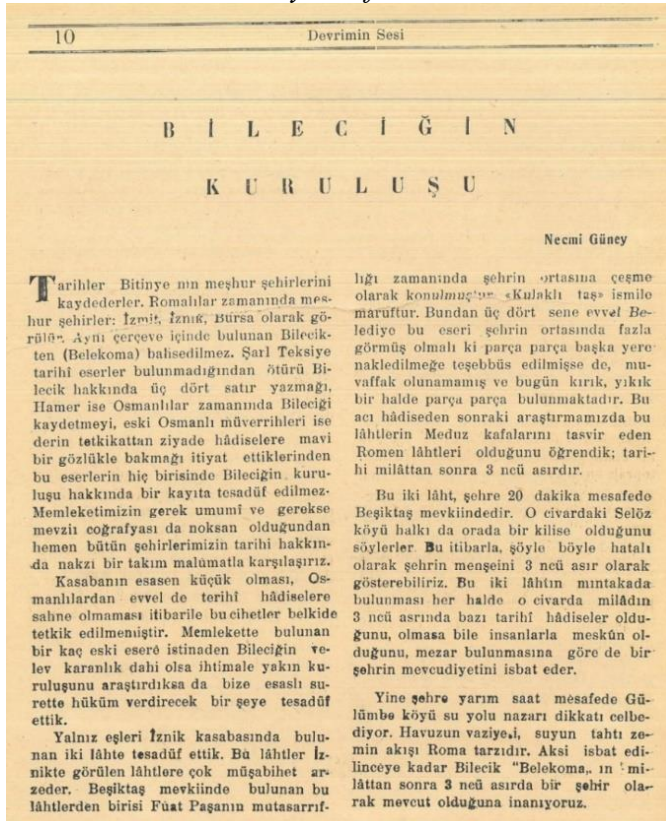 10
Devrimin Sesi
BİLECİĞİN
KURULUŞU
Necmi Güney
Tarihler Bitinye nın meşhur şehirlerini
kaydederler. Romalılar zamanında meş-
hur şehirler: İzmit, İznik, Bursa olarak gö-
rülür. Aynı çerçeve içinde bulunan Bilecik-
ten (Belekoma) bahsedilmez. Şarl Teksiye
tarihi eserler bulunmadığından ötürü Bi-
lecik hakkında üç dört satır yazmağı,
Hamer ise Osmanlılar zamanında Bileciği
kaydetmeyi, eski Osmanlı müverrihleri ise
derin tetkikattan ziyade hâdiselere mavi
bir gözlükle bakmağı itiyat ettiklerinden
bu eserlerin hiç birisinde Bileciğin kuru-
luşu hakkında bir kayıta tesadüf edilmez.
Memleketimizin gerek umumî ve gerekse
mevzii coğrafyası da noksan olduğundan
hemen bütün şehirlerimizin tarihi hakkın-
da nakzı bir takım malûmatla karşılaşırız.
Kasabanın esasen küçük olması, Os-
manlılardan evvel de terihî hâdiselere
sahne olmaması itibarile bu cihetler belkide
tetkik edilmemiştir. Memlekette bulunan
bir kaç eski eserê istinaden Bileciğin ve-
lev karanlık dahi olsa ihtimale yakın ku-
ruluşunu araştırdıksa da bize esaslı su-
rette hüküm verdirecek bir şeye tesadüf
ettik.
Yalnız eşleri İznik kasabasında bulu-
nan iki lâhte tesadüf ettik. Bu lâhtler İz-
nikte görülen lâhtlere çok müşabihet ar-
zeder. Beşiktaş mevkiinde bulunan bu
lâhtlerden birisi Fuat Paşanın mutasarrıf-
lığı zamanında şehrin ortasına çeşme
olarak konulmuştur «Kulaklı taş» ismile
maruftur. Bundan üç dört sene evvel Be-
lediye bu eseri şehrin ortasında fazla
görmüş olmalı ki parça parça başka yere
nakledilmeğe teşebbüs edilmişse de, mu-
vaffak olunamamış ve bugün kırık, yıkık
bir halde parça parça bulunmaktadır. Bu
acı hâdiseden sonraki araştırmamızda bu
lâhtlerin Meduz kafalarını tasvir eden
Romen lâhtleri olduğunu öğrendik; tari-
hi milâttan sonra 3 ncü asırdır.
Bu iki lâht, şehre 20 dakika mesafede
Beşiktaş mevkiindedir. O civardaki Selöz
köyü halkı da orada bir kilise olduğunu
söylerler. Bu itibarla, şöyle böyle hatalı
olarak şehrin menşeini 3 ncü asır olarak
gösterebiliriz. Bu iki lâhtın mıntakada
bulunması her halde o civarda milâdın
3 ncü asrında bazı tarihî hâdiseler oldu-
ğunu, olmasa bile insanlarla meskûn ol-
duğunu, mezar bulunmasına göre de bir
şehrin mevcudiyetini isbat eder.
Yine şehre yarım saat mesafede Gü-
lümbe köyü su yolu nazarı dikkatı celbe-
diyor. Havuzun vaziyeti, suyun tahtı ze-
min akışı Roma tarzıdır. Aksi isbat edi-
linceye kadar Bilecik "Belekoma,, ın mi-
lâttan sonra 3 ncü asırda bir şehir ola-
rak mevcut olduğuna inanıyoruz.